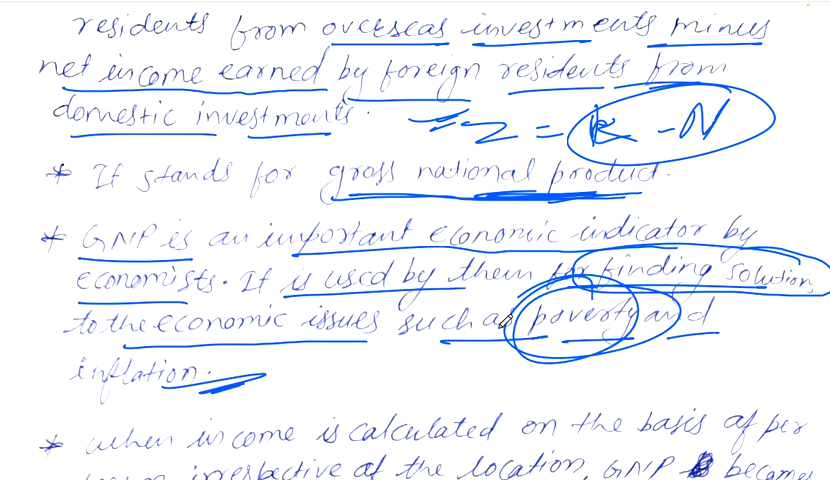 residents from overseas investments minus
net income earned by foreign residents from
domestic investments.
Z = R - N
* It stands for gross national product.
* GNP is an important economic indicator by
economists. It is used by them for finding solution
to the economic issues such as poverty and
inflation.
* when income is calculated on the basis of per
irrespective of the location, GNP becomes